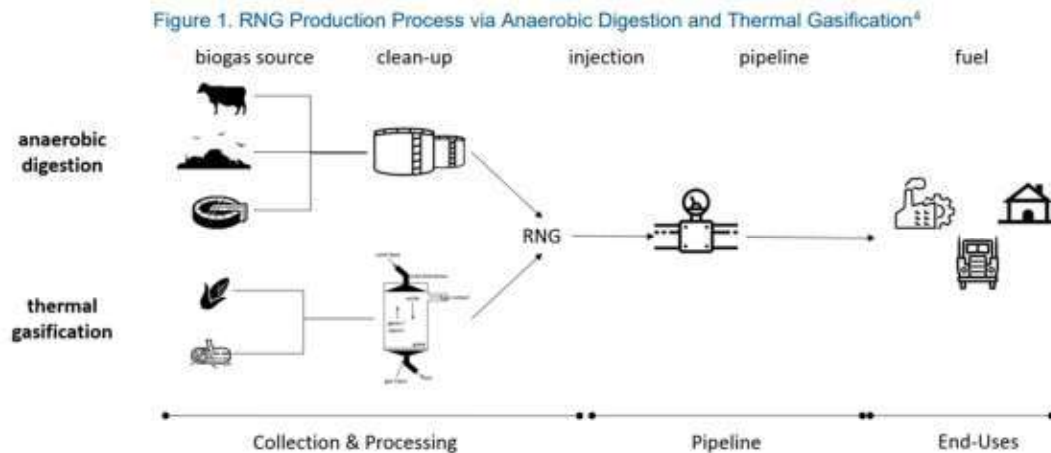 Figure 1. RNG Production Process via Anaerobic Digestion and Thermal Gasification4
biogas source clean-up injection pipeline fuel
anaerobic
digestion
RNG
thermal
gasification
Collection & Processing Pipeline End-Uses